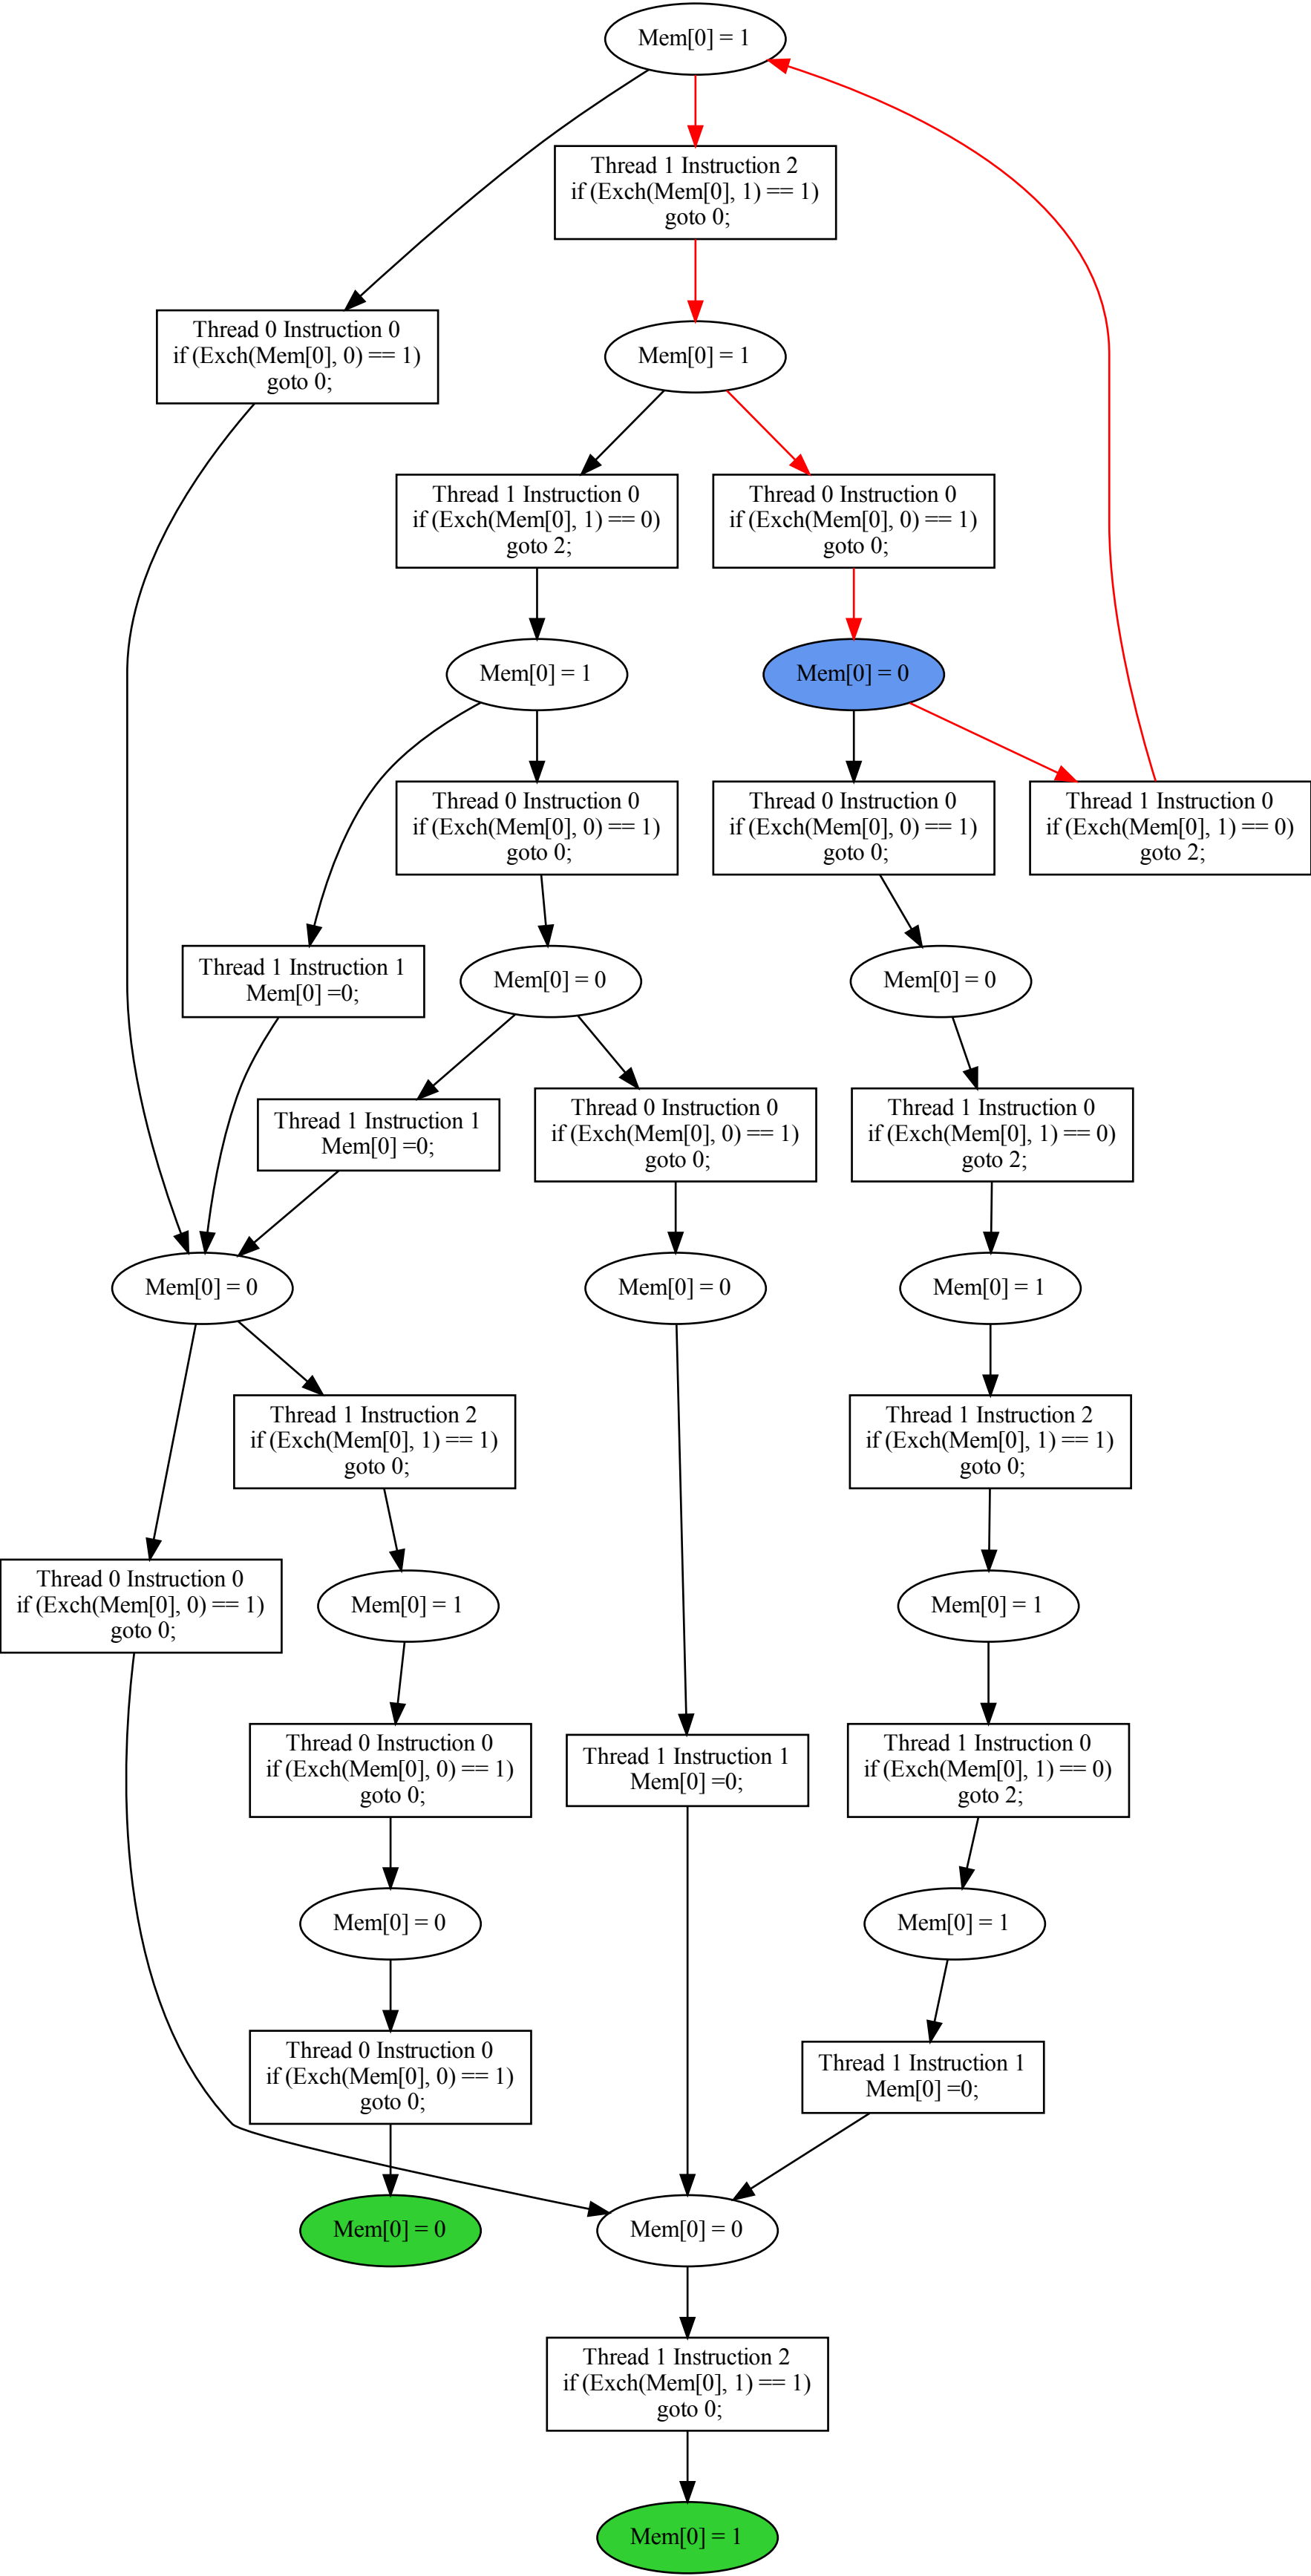 Mem[0] = 1
Thread 1 Instruction 2
if (Exch(Mem[0], 1) == 1)
goto 0;
Thread 0 Instruction 0
if (Exch(Mem[0], 0) == 1)
goto 0;
Mem[0] = 1
Thread 1 Instruction 0
if (Exch(Mem[0], 1) == 0)
goto 2;
Thread 0 Instruction 0
if (Exch(Mem[0], 0) == 1)
goto 0;
Mem[0] = 1
Mem[0] = 0
Thread 0 Instruction 0
if (Exch(Mem[0], 0) == 1)
goto 0;
Thread 0 Instruction 0
if (Exch(Mem[0], 0) == 1)
goto 0;
Thread 1 Instruction 0
if (Exch(Mem[0], 1) == 0)
goto 2;
Thread 1 Instruction 1
Mem[0] =0;
Mem[0] = 0
Mem[0] = 0
Thread 1 Instruction 1
Mem[0] =0;
Thread 0 Instruction 0
if (Exch(Mem[0], 0) == 1)
goto 0;
Thread 1 Instruction 0
if (Exch(Mem[0], 1) == 0)
goto 2;
Mem[0] = 0
Mem[0] = 0
Mem[0] = 1
Thread 1 Instruction 2
if (Exch(Mem[0], 1) == 1)
goto 0;
Thread 1 Instruction 2
if (Exch(Mem[0], 1) == 1)
goto 0;
Thread 0 Instruction 0
if (Exch(Mem[0], 0) == 1)
goto 0;
Mem[0] = 1
Mem[0] = 1
Thread 0 Instruction 0
if (Exch(Mem[0], 0) == 1)
goto 0;
Thread 1 Instruction 1
Mem[0] =0;
Thread 1 Instruction 0
if (Exch(Mem[0], 1) == 0)
goto 2;
Mem[0] = 0
Mem[0] = 1
Thread 0 Instruction 0
if (Exch(Mem[0], 0) == 1)
goto 0;
Thread 1 Instruction 1
Mem[0] =0;
Mem[0] = 0
Mem[0] = 0
Thread 1 Instruction 2
if (Exch(Mem[0], 1) == 1)
goto 0;
Mem[0] = 1